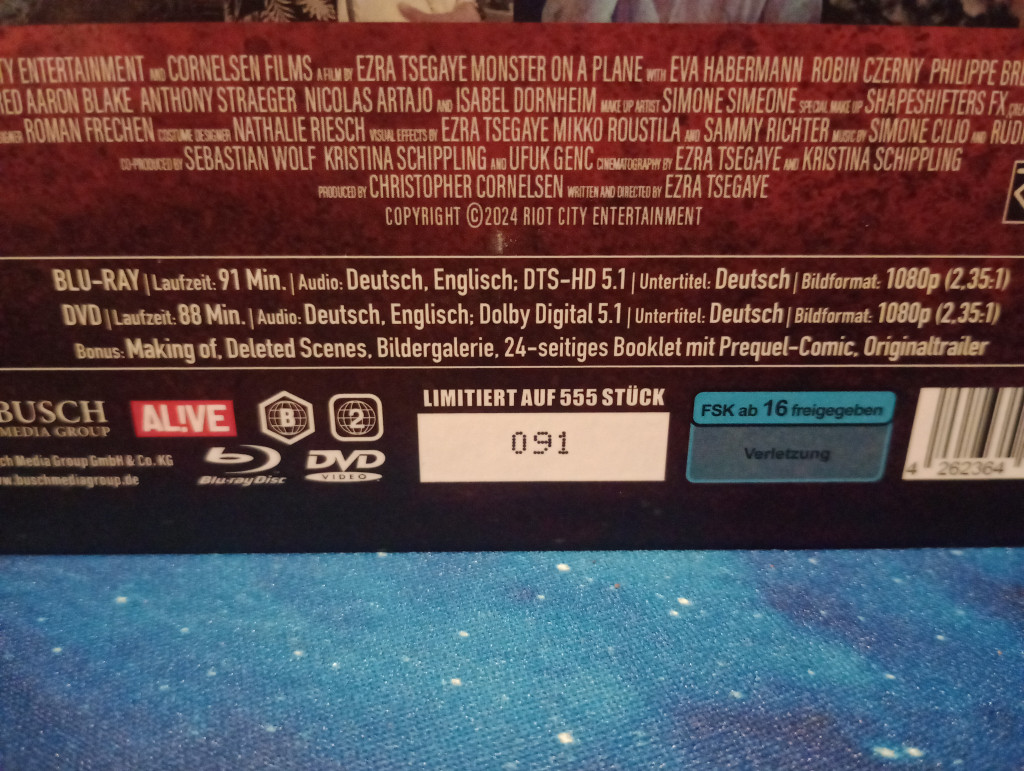 TY ENTERTAINMENT AND CORNELSEN FILMS A FILM BY EZRA TSEGAYE MONSTER ON A PLANE WITH EVA HABERMANN ROBIN CZERNY PHILIPPE BR
RED AARON BLAKE ANTHONY STRAEGER NICOLAS ARTAJO AND ISABEL DORNHEIM MAKE UP ARTIST SIMONE SIMEONE SPECIAL MAKE UP SHAPESHIFTERS FX
IGNER ROMAN FRECHEN COSTUME DESIGNER NATHALIE RIESCH VISUAL EFFECTS BY EZRA TSEGAYE MIKKO ROUSTILA AND SAMMY RICHTER MUSIC BY SIMONE CILIO AND RUD
CO-PRODUCED BY SEBASTIAN WOLF KRISTINA SCHIPPLING AND UFUK GENC CINEMATOGRAPHY BY EZRA TSEGAYE AND KRISTINA SCHIPPLING
PRODUCED BY CHRISTOPHER CORNELSEN WRITTEN AND DIRECTED BY EZRA TSEGAYE
COPYRIGHT ©2024 RIOT CITY ENTERTAINMENT
BLU-RAY | Laufzeit: 91 Min. | Audio: Deutsch, Englisch; DTS-HD 5.1 | Untertitel: Deutsch | Bildformat: 1080p (2,35:1)
DVD | Laufzeit: 88 Min. | Audio: Deutsch, Englisch; Dolby Digital 5.1 | Untertitel: Deutsch | Bildformat: 1080p (2,35:1)
Bonus: Making of, Deleted Scenes, Bildergalerie, 24-seitiges Booklet mit Prequel-Comic, Originaltrailer
BUSCH
MEDIA GROUP
ch Media Group GmbH & Co. KG
ww.buschmediagroup.de
AL!VE
B
2
Blu-ray Disc
DVD
VIDEO
LIMITIERT AUF 555 STÜCK
091
FSK ab 16 freigegeben
Verletzung
4 262364